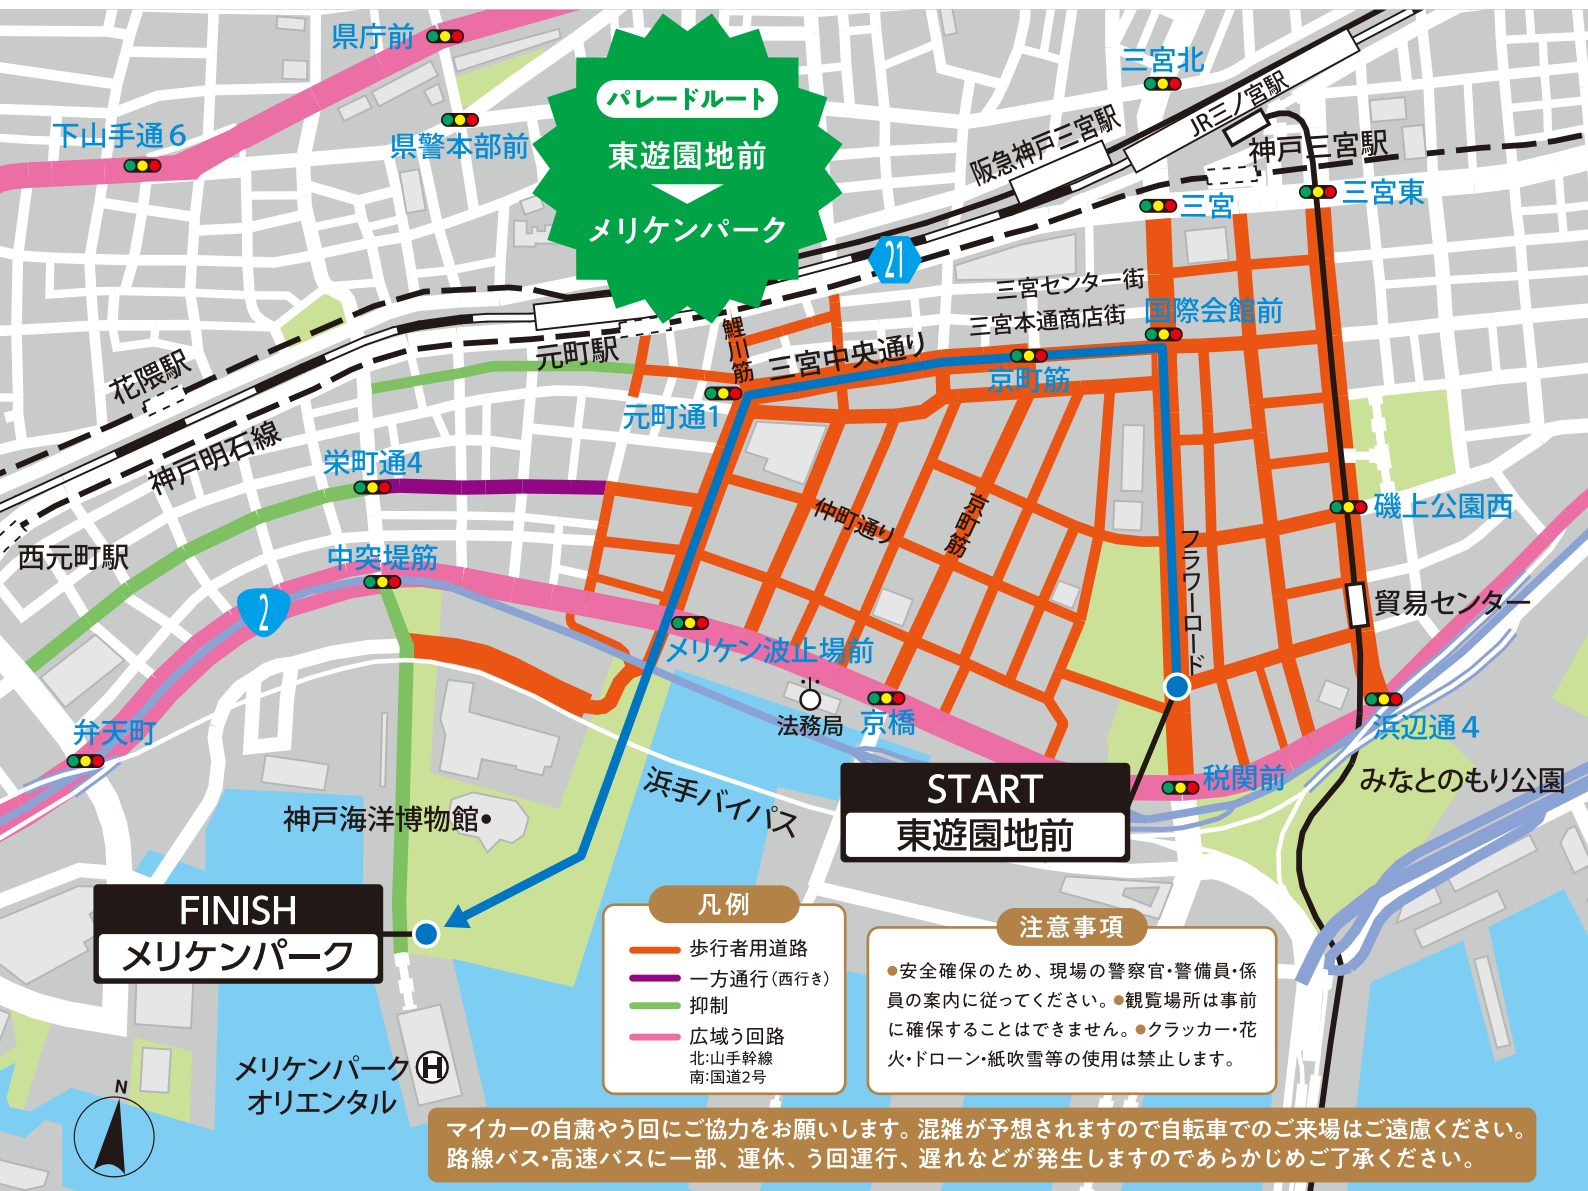 県庁前
下山手通6
県警本部前
パレードルート
東遊園地前
メリケンパーク
三宮北
阪急神戸三宮駅
JR三ノ宮駅
神戸三宮駅
三宮
三宮東
21
三宮センター街
三宮本通商店街
国際会館前
鯉川筋
三宮中央通り
京町筋
元町駅
元町通1
花隈駅
神戸明石線
栄町通4
西元町駅
中突堤筋
2
仲町通り
京町筋
フラワーロード
磯上公園西
貿易センター
メリケン波止場前
法務局
京橋
弁天町
浜辺通4
税関前
みなとのもり公園
浜手バイパス
START
東遊園地前
神戸海洋博物館
FINISH
メリケンパーク
メリケンパーク
オリエンタル
H
N
凡例
歩行者用道路
一方通行(西行き)
抑制
広域う回路
北:山手幹線
南:国道2号
注意事項
●安全確保のため、現場の警察官・警備員・係
員の案内に従ってください。●観覧場所は事前
に確保することはできません。●クラッカー・花
火・ドローン・紙吹雪等の使用は禁止します。
マイカーの自粛やう回にご協力をお願いします。混雑が予想されますので自転車でのご来場はご遠慮ください。
路線バス・高速バスに一部、運休、う回運行、遅れなどが発生しますのであらかじめご了承ください。